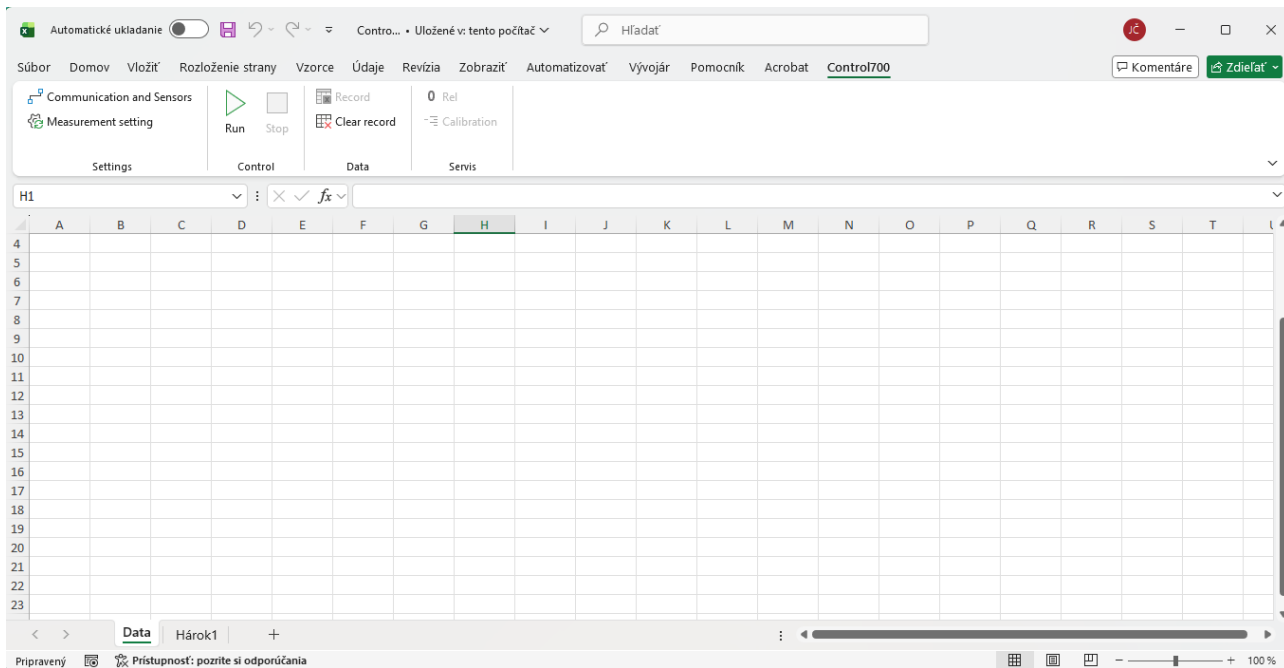 Automatické ukladanie Contro... • Uložené v: tento počítač Hľadať JČ
Súbor Domov Vložiť Rozloženie strany Vzorce Údaje Revízia Zobraziť Automatizovať Vývojár Pomocník Acrobat Control700 Komentáre Zdieľať
Communication and Sensors Record 0 Rel
Measurement setting Run Stop Clear record Calibration
Settings Control Data Servis
H1 fx
A B C D E F G H I J K L M N O P Q R S T U
4
5
6
7
8
9
10
11
12
13
14
15
16
17
18
19
20
21
22
23
Data Hárok1 +
Pripravený Prístupnosť: pozrite si odporúčania − + 100 %